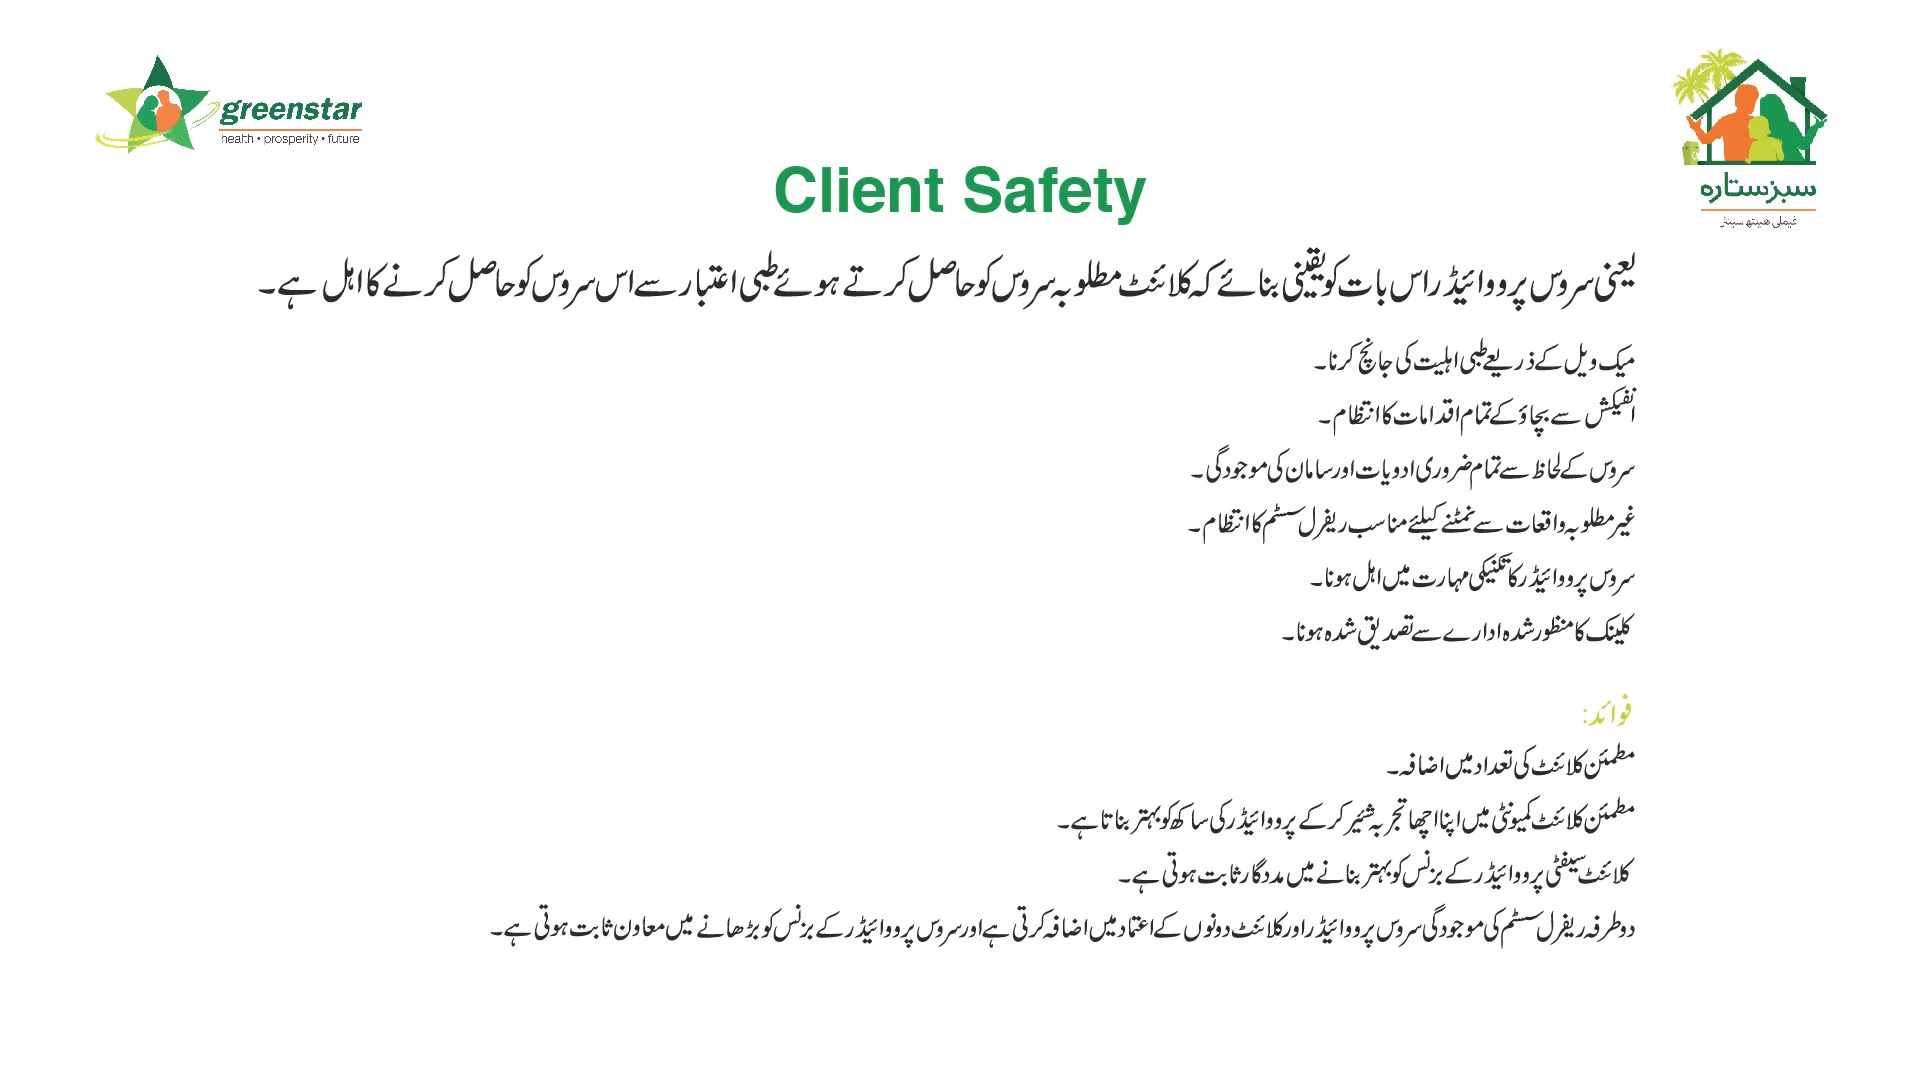 greenstar
health • prosperity • future
سبزستارہ
فیملی ھیلتھ سینٹر
Client Safety
یعنی سروس پرووائیڈر اس بات کو یقینی بنائے کہ کلائنٹ مطلوبہ سروس کو حاصل کرتے ہوئے طبی اعتبار سے اس سروس کو حاصل کرنے کا اہل ہے۔
میک ویل کے ذریعے طبی اہلیت کی جانچ کرنا۔
انفیکشن سے بچاؤ کے تمام اقدامات کا انتظام۔
سروس کے لحاظ سے تمام ضروری ادویات اور سامان کی موجودگی۔
غیر مطلوبہ واقعات سے نمٹنے کیلئے مناسب ریفرل سسٹم کا انتظام۔
سروس پرووائیڈر کا تکنیکی مہارت میں اہل ہونا۔
کلینک کا منظور شدہ ادارے سے تصدیق شدہ ہونا۔
فوائد:
مطمئن کلائنٹ کی تعداد میں اضافہ۔
مطمئن کلائنٹ کمیونٹی میں اپنا اچھا تجربہ شئیر کرکے پرووائیڈر کی ساکھ کو بہتر بناتا ہے۔
کلائنٹ سیفٹی پرووائیڈر کے بزنس کو بہتر بنانے میں مددگار ثابت ہوتی ہے۔
دو طرفہ ریفرل سسٹم کی موجودگی سروس پرووائیڈر اور کلائنٹ دونوں کے اعتماد میں اضافہ کرتی ہے اور سروس پرووائیڈر کے بزنس کو بڑھانے میں معاون ثابت ہوتی ہے۔